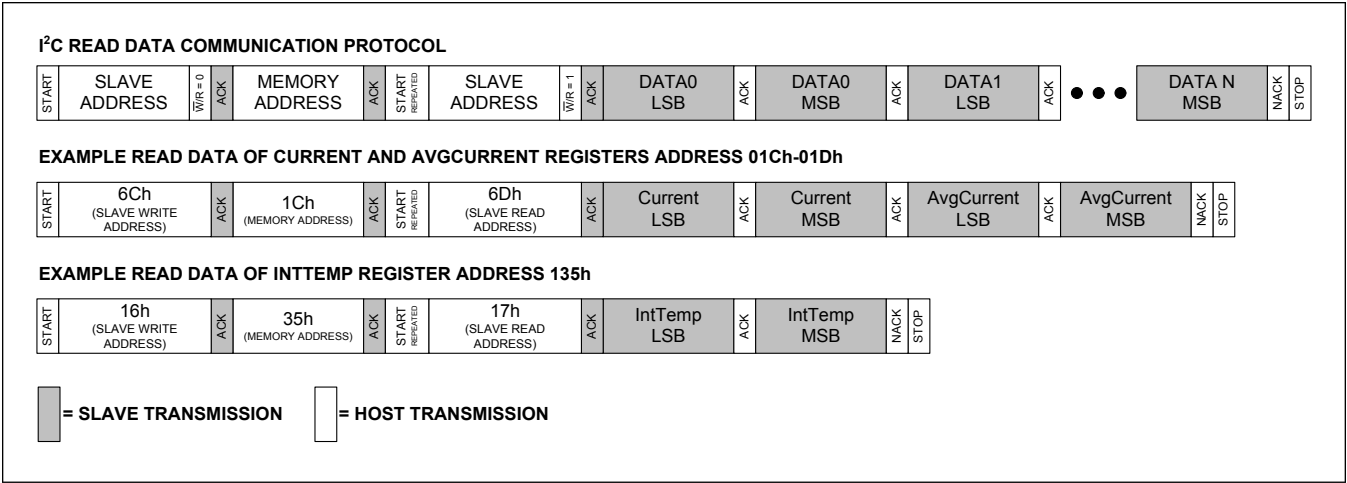 I²C READ DATA COMMUNICATION PROTOCOL
START SLAVE ADDRESS W̅/R = 0 ACK MEMORY ADDRESS ACK START REPEATED SLAVE ADDRESS W̅/R = 1 ACK DATA0 LSB ACK DATA0 MSB ACK DATA1 LSB ACK ● ● ● DATA N MSB NACK STOP
EXAMPLE READ DATA OF CURRENT AND AVGCURRENT REGISTERS ADDRESS 01Ch-01Dh
START 6Ch (SLAVE WRITE ADDRESS) ACK 1Ch (MEMORY ADDRESS) ACK START REPEATED 6Dh (SLAVE READ ADDRESS) ACK Current LSB ACK Current MSB ACK AvgCurrent LSB ACK AvgCurrent MSB NACK STOP
EXAMPLE READ DATA OF INTTEMP REGISTER ADDRESS 135h
START 16h (SLAVE WRITE ADDRESS) ACK 35h (MEMORY ADDRESS) ACK START REPEATED 17h (SLAVE READ ADDRESS) ACK IntTemp LSB ACK IntTemp MSB NACK STOP
= SLAVE TRANSMISSION = HOST TRANSMISSION